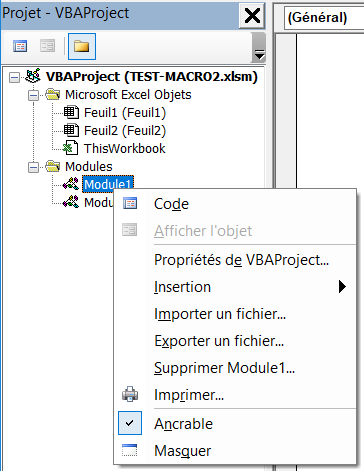 Projet - VBAProject
(Général)
VBAProject (TEST-MACRO2.xlsm)
Microsoft Excel Objets
Feuil1 (Feuil1)
Feuil2 (Feuil2)
ThisWorkbook
Modules
Module1
Modu
Code
Afficher l'objet
Propriétés de VBAProject...
Insertion
Importer un fichier...
Exporter un fichier...
Supprimer Module1...
Imprimer...
Ancrable
Masquer